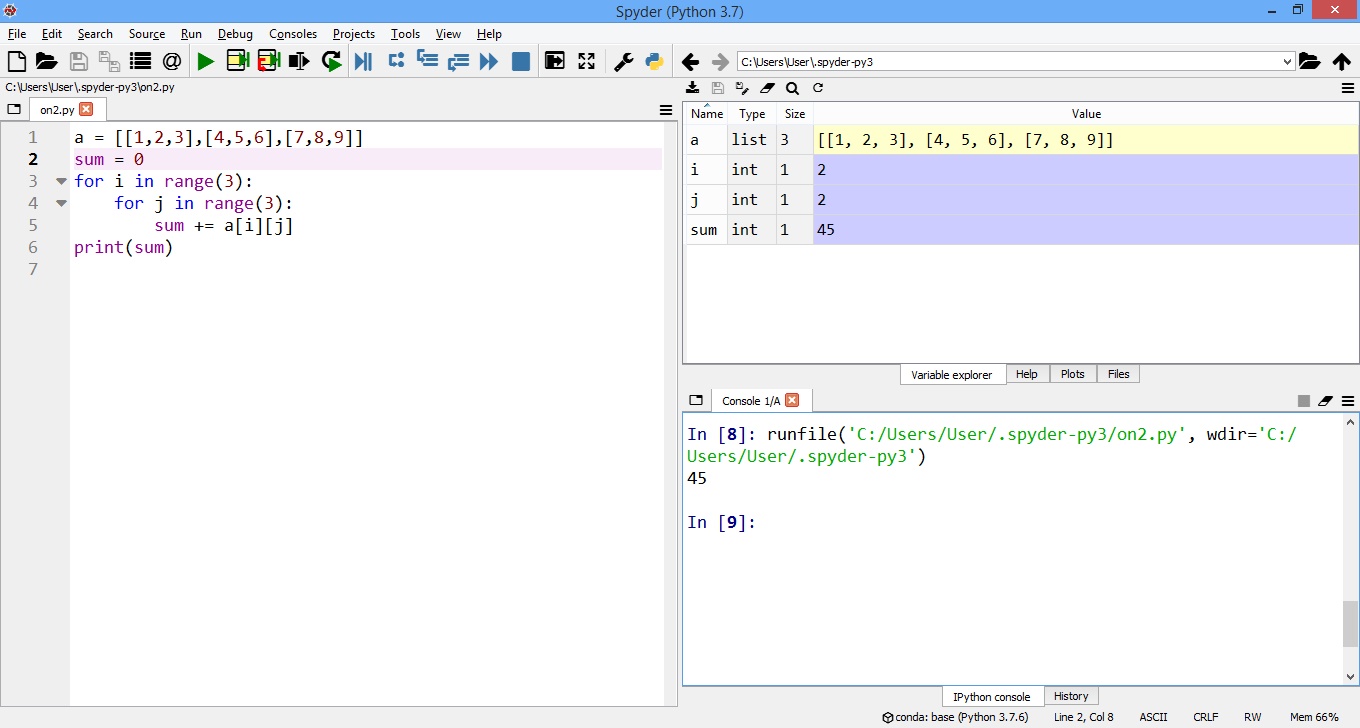 Spyder (Python 3.7)
File Edit Search Source Run Debug Consoles Projects Tools View Help
C:\Users\User\.spyder-py3
C:\Users\User\.spyder-py3\on2.py
on2.py
1 a = [[1,2,3],[4,5,6],[7,8,9]]
2 sum = 0
3 for i in range(3):
4     for j in range(3):
5         sum += a[i][j]
6 print(sum)
7
Name Type Size Value
a list 3 [[1, 2, 3], [4, 5, 6], [7, 8, 9]]
i int 1 2
j int 1 2
sum int 1 45
Variable explorer Help Plots Files
Console 1/A
In [8]: runfile('C:/Users/User/.spyder-py3/on2.py', wdir='C:/
Users/User/.spyder-py3')
45
In [9]:
IPython console History
conda: base (Python 3.7.6) Line 2, Col 8 ASCII CRLF RW Mem 66%